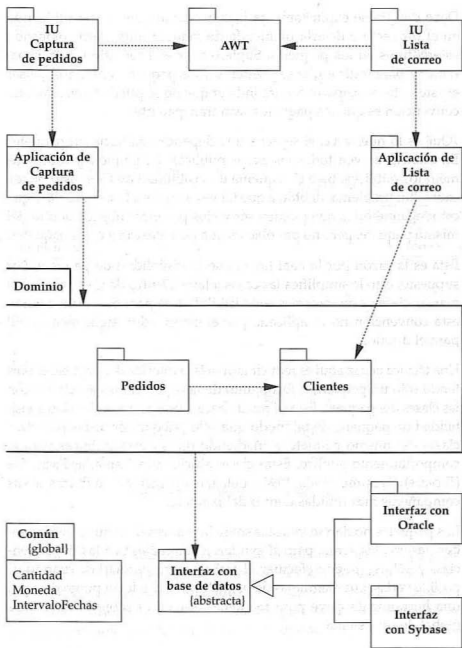 IU
Captura
de pedidos
AWT
IU
Lista
de correo
Aplicación de
Captura
de pedidos
Aplicación de
Lista
de correo
Dominio
Pedidos
Clientes
Común
{global}
Cantidad
Moneda
IntervaloFechas
Interfaz con
base de datos
{abstracta}
Interfaz con
Oracle
Interfaz
con Sybase